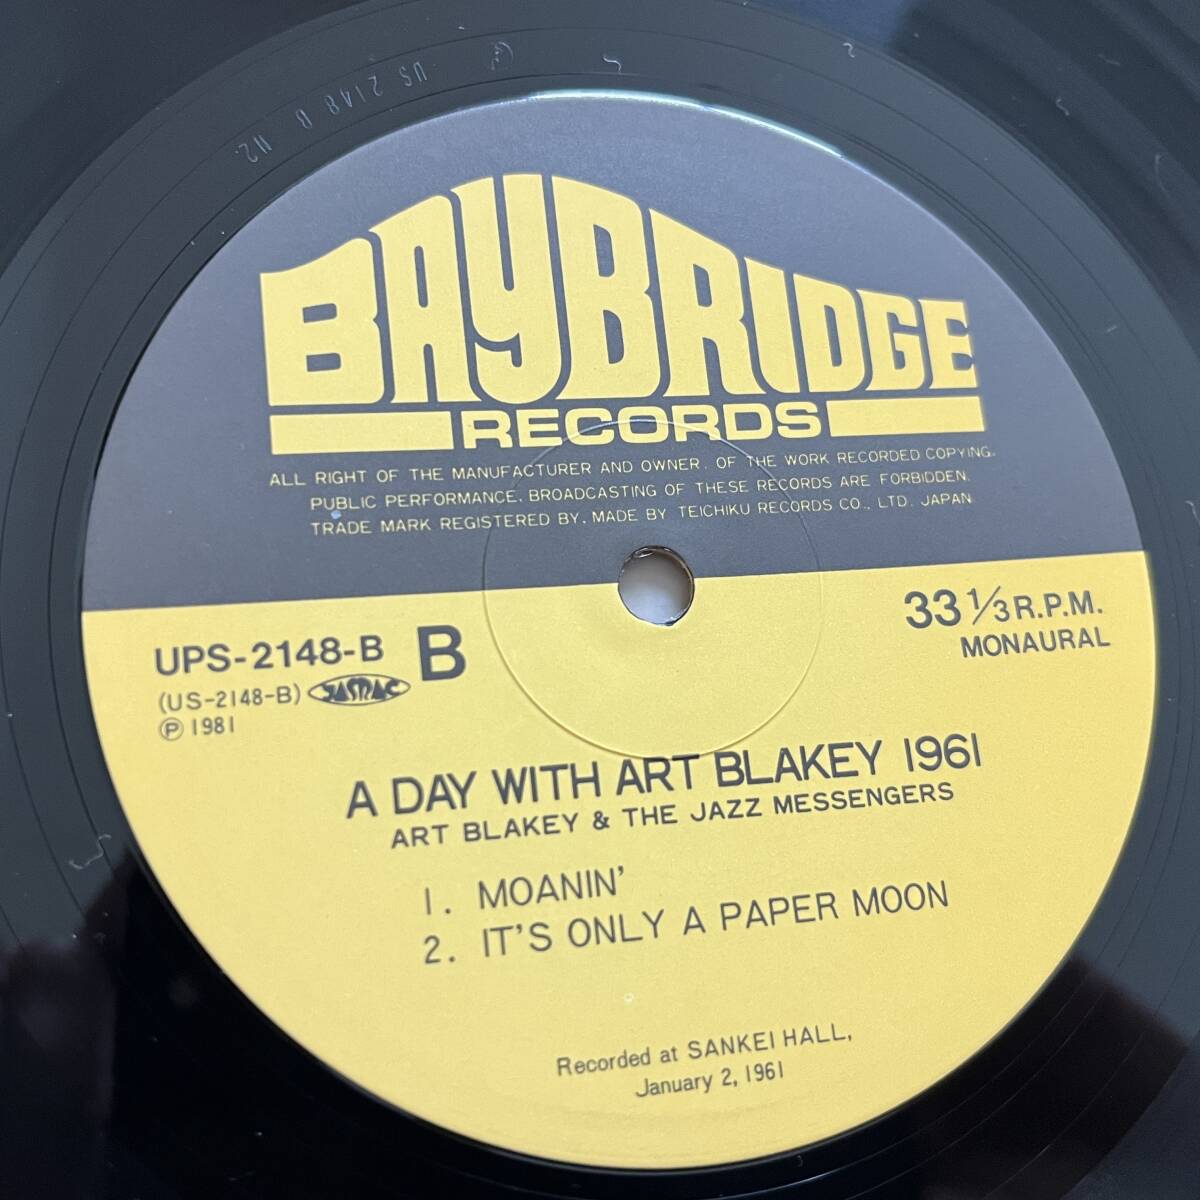 US 2148 B
BAYBRIDGE
RECORDS
ALL RIGHT OF THE MANUFACTURER AND OWNER. OF THE WORK RECORDED COPYING.
PUBLIC PERFORMANCE. BROADCASTING OF THESE RECORDS ARE FORBIDDEN.
TRADE MARK REGISTERED BY. MADE BY TEICHIKU RECORDS CO., LTD. JAPAN
UPS-2148-B B
(US-2148-B) JASRAC
℗ 1981
33 1/3 R.P.M.
MONAURAL
A DAY WITH ART BLAKEY 1961
ART BLAKEY & THE JAZZ MESSENGERS
1. MOANIN'
2. IT'S ONLY A PAPER MOON
Recorded at SANKEI HALL,
January 2, 1961